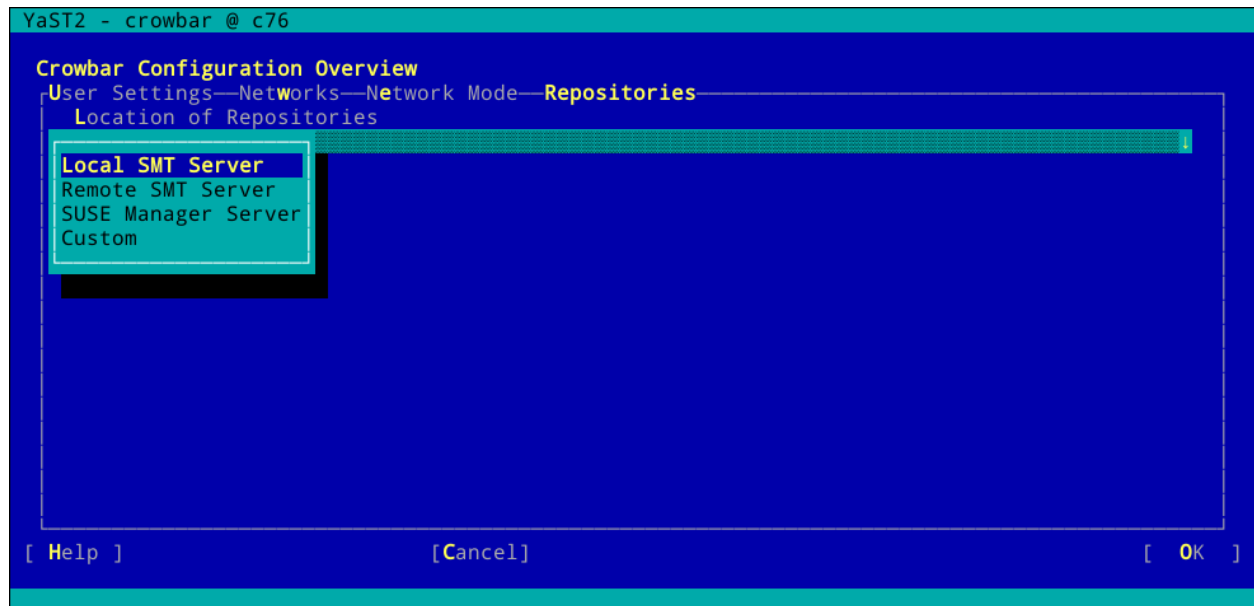 YaST2 - crowbar @ c76
Crowbar Configuration Overview
User Settings──Networks──Network Mode──Repositories
Location of Repositories
Local SMT Server
Remote SMT Server
SUSE Manager Server
Custom
[ Help ] [Cancel] [ OK ]